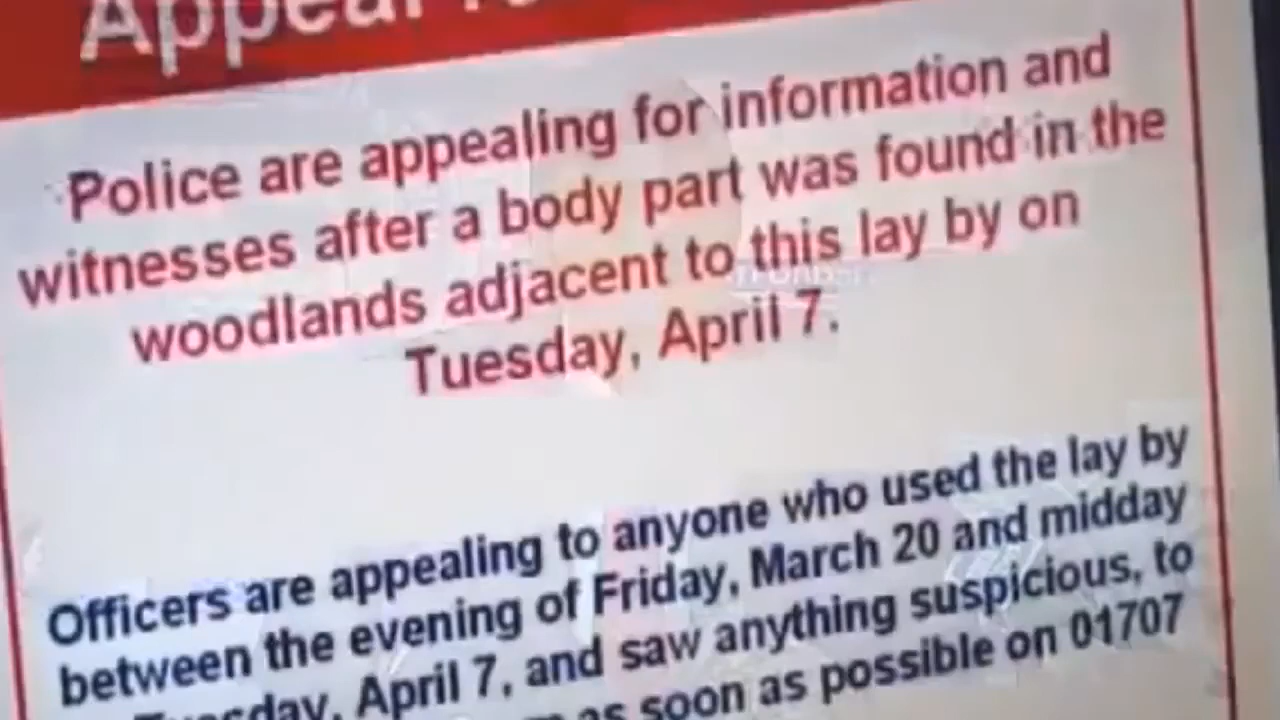 Appeal
Police are appealing for information and
witnesses after a body part was found in the
woodlands adjacent to this lay by on
Tuesday, April 7.
Officers are appealing to anyone who used the lay by
between the evening of Friday, March 20 and midday
Tuesday, April 7, and saw anything suspicious, to
as soon as possible on 01707